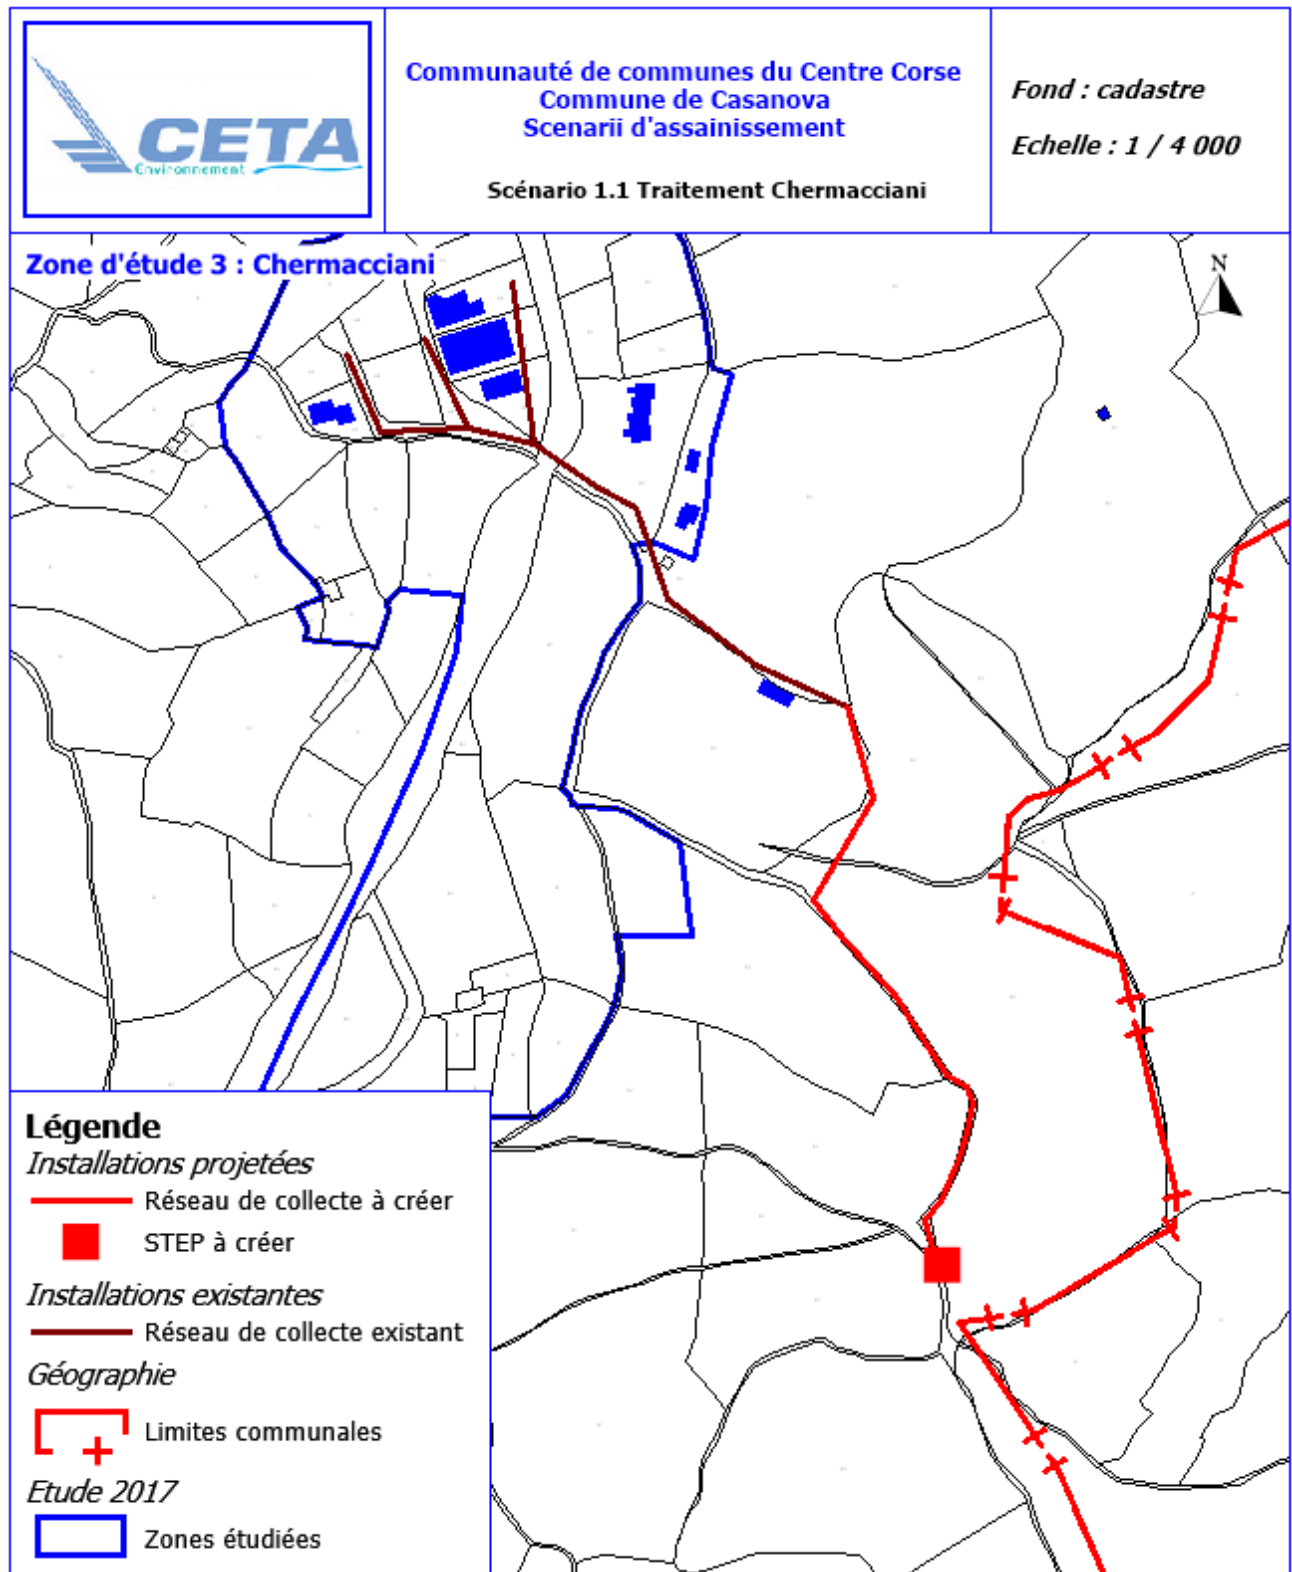 CETA
Environnement
Communauté de communes du Centre Corse
Commune de Casanova
Scenarii d'assainissement
Scénario 1.1 Traitement Chermacciani
Fond : cadastre
Echelle : 1 / 4 000
Zone d'étude 3 : Chermacciani
N
Légende
Installations projetées
Réseau de collecte à créer
STEP à créer
Installations existantes
Réseau de collecte existant
Géographie
Limites communales
Etude 2017
Zones étudiées